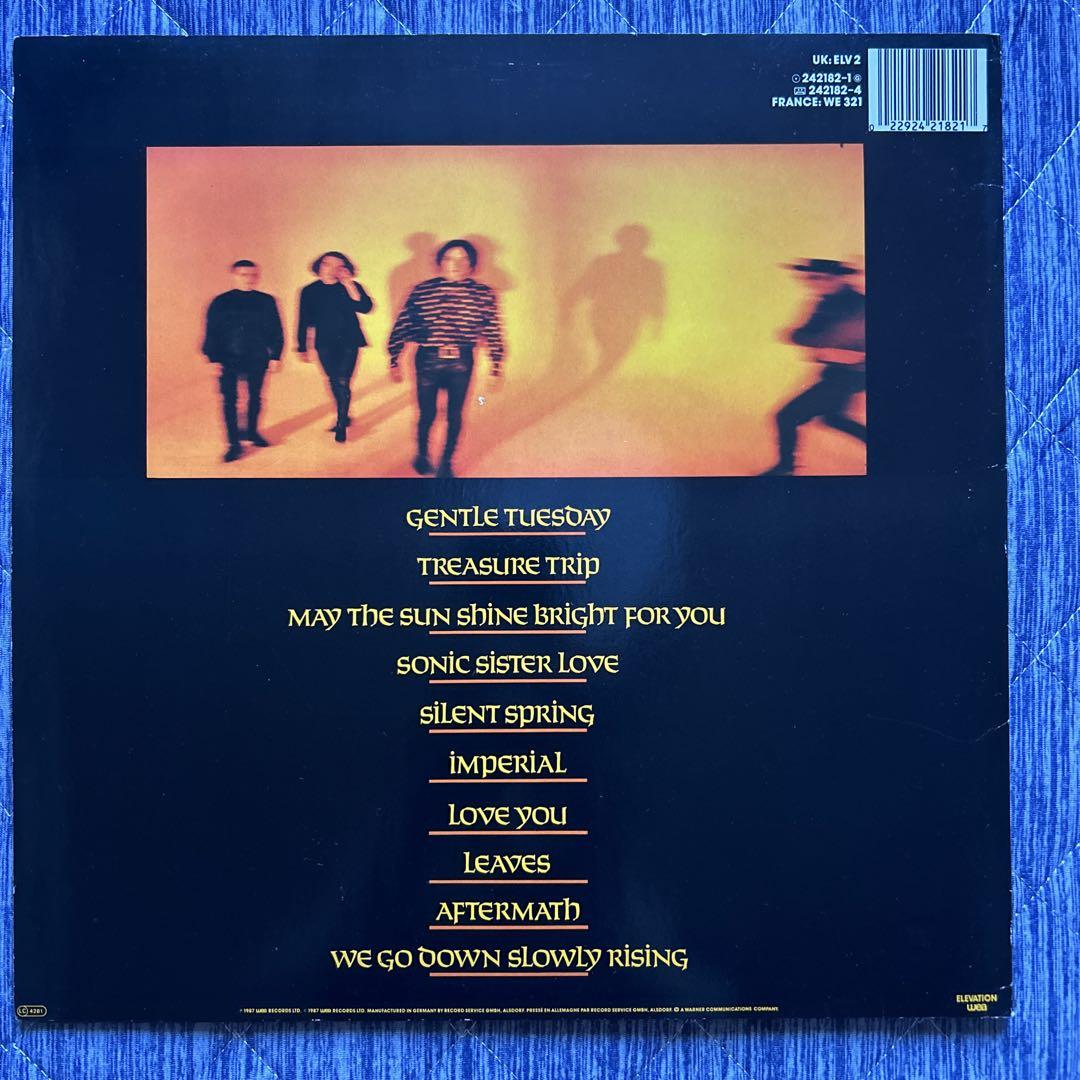 UK: ELV 2
242182-1 G
242182-4
FRANCE: WE 321
0 22924 21821 7
GENTLE TUESDAY
TREASURE TRIP
MAY THE SUN SHINE BRIGHT FOR YOU
SONIC SISTER LOVE
SILENT SPRING
IMPERIAL
LOVE YOU
LEAVES
AFTERMATH
WE GO DOWN SLOWLY RISING
ELEVATION
wea
LC 4281
℗ 1987 wea RECORDS LTD. © 1987 wea RECORDS LTD. MANUFACTURED IN GERMANY BY RECORD SERVICE GMBH, ALSDORF. PRESSÉ EN ALLEMAGNE PAR RECORD SERVICE GMBH, ALSDORF. A WARNER COMMUNICATIONS COMPANY.